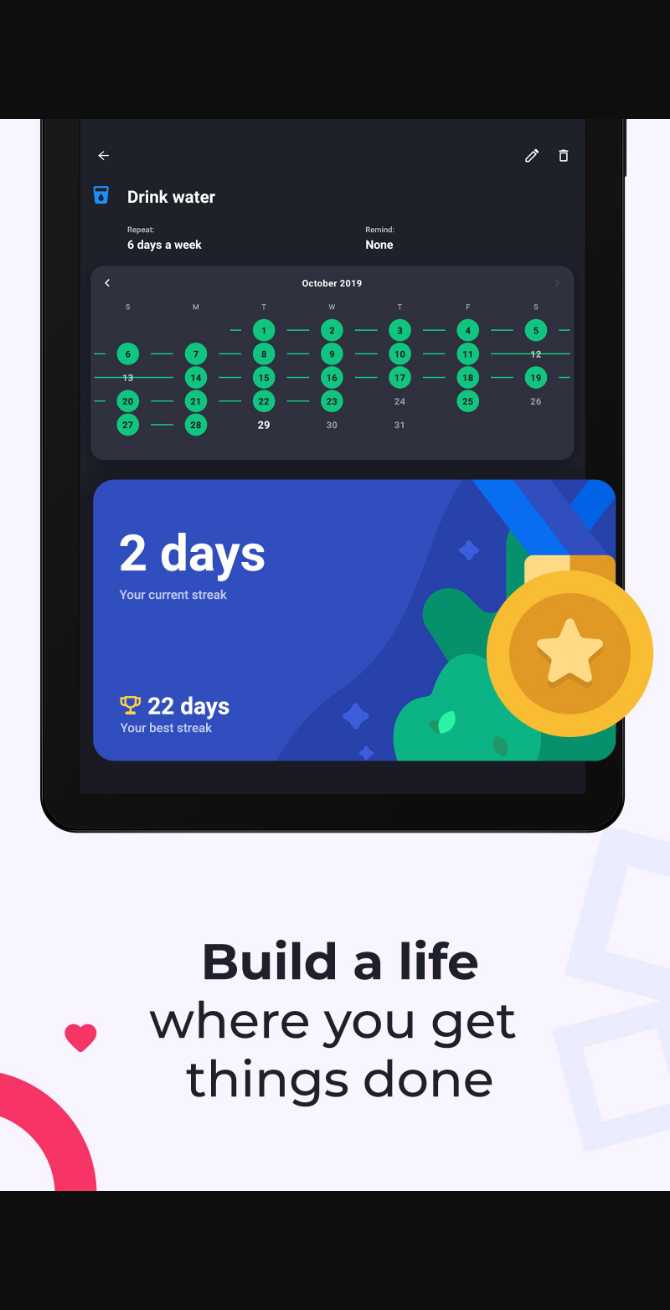 Drink water
Repeat:
Remind:
6 days a week
None
October 2019
S M T W T F S
1 2 3 4 5
6 7 8 9 10 11 12
13 14 15 16 17 18 19
20 21 22 23 24 25 26
27 28 29 30 31
2 days
Your current streak
22 days
Your best streak
Build a life
where you get
things done